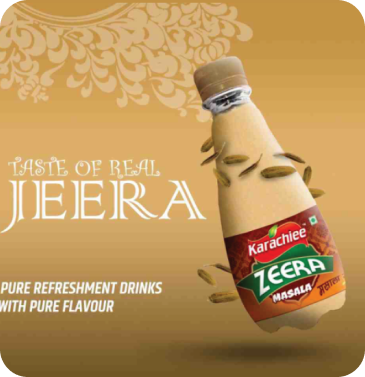 TASTE OF REAL
JEERA
PURE REFRESHMENT DRINKS
WITH PURE FLAVOUR
Karachiee
ZEERA
MASALA